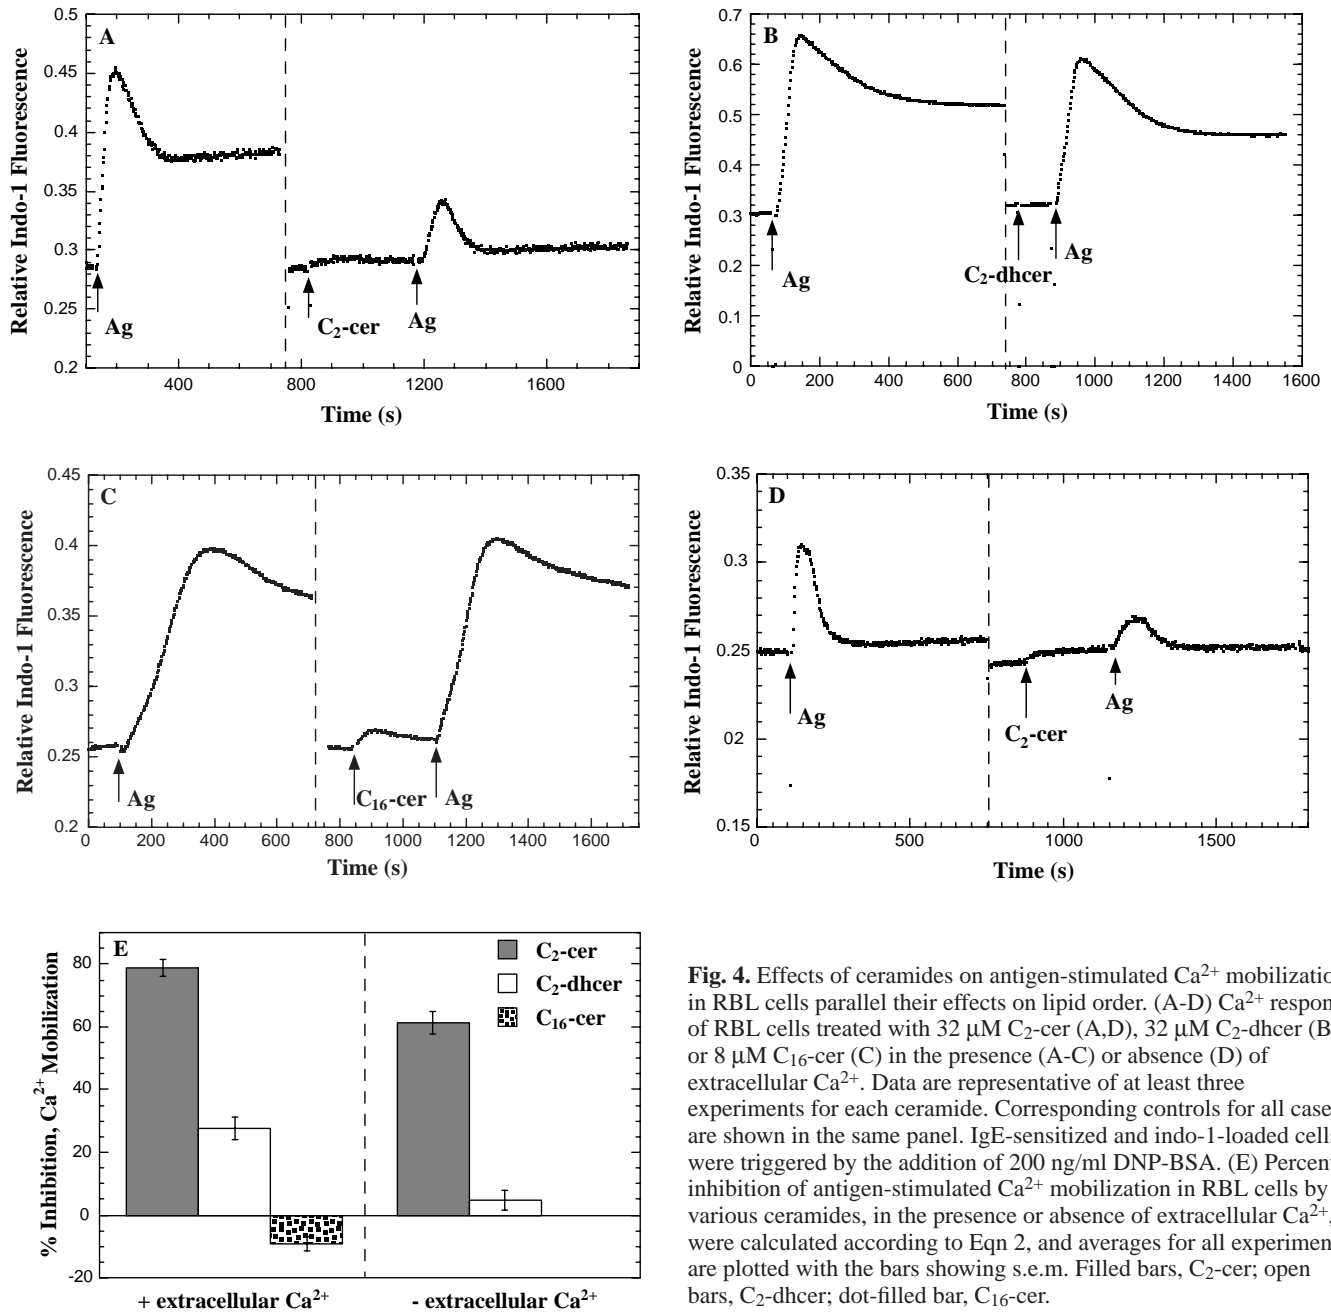 A
0.5
0.45
0.4
0.35
0.3
0.25
0.2
Relative Indo-1 Fluorescence
Ag
C2-cer
Ag
400 800 1200 1600
Time (s)
B
0.7
0.6
0.5
0.4
0.3
0.2
0.1
0
Relative Indo-1 Fluorescence
Ag
C2-dhcer
Ag
0 200 400 600 800 1000 1200 1400 1600
Time (s)
C
0.45
0.4
0.35
0.3
0.25
0.2
Relative Indo-1 Fluorescence
Ag
C16-cer
Ag
0 200 400 600 800 1000 1200 1400 1600
Time (s)
D
0.35
0.3
0.25
02
0.15
Relative Indo-1 Fluorescence
Ag
C2-cer
Ag
0 500 1000 1500
Time (s)
E
80
60
40
20
0
-20
% Inhibition, Ca2+ Mobilization
C2-cer
C2-dhcer
C16-cer
+ extracellular Ca2+ - extracellular Ca2+
Fig. 4. Effects of ceramides on antigen-stimulated Ca2+ mobilizatio
in RBL cells parallel their effects on lipid order. (A-D) Ca2+ respon
of RBL cells treated with 32 µM C2-cer (A,D), 32 µM C2-dhcer (B
or 8 µM C16-cer (C) in the presence (A-C) or absence (D) of
extracellular Ca2+. Data are representative of at least three
experiments for each ceramide. Corresponding controls for all case
are shown in the same panel. IgE-sensitized and indo-1-loaded cells
were triggered by the addition of 200 ng/ml DNP-BSA. (E) Percen
inhibition of antigen-stimulated Ca2+ mobilization in RBL cells by
various ceramides, in the presence or absence of extracellular Ca2+,
were calculated according to Eqn 2, and averages for all experimen
are plotted with the bars showing s.e.m. Filled bars, C2-cer; open
bars, C2-dhcer; dot-filled bar, C16-cer.